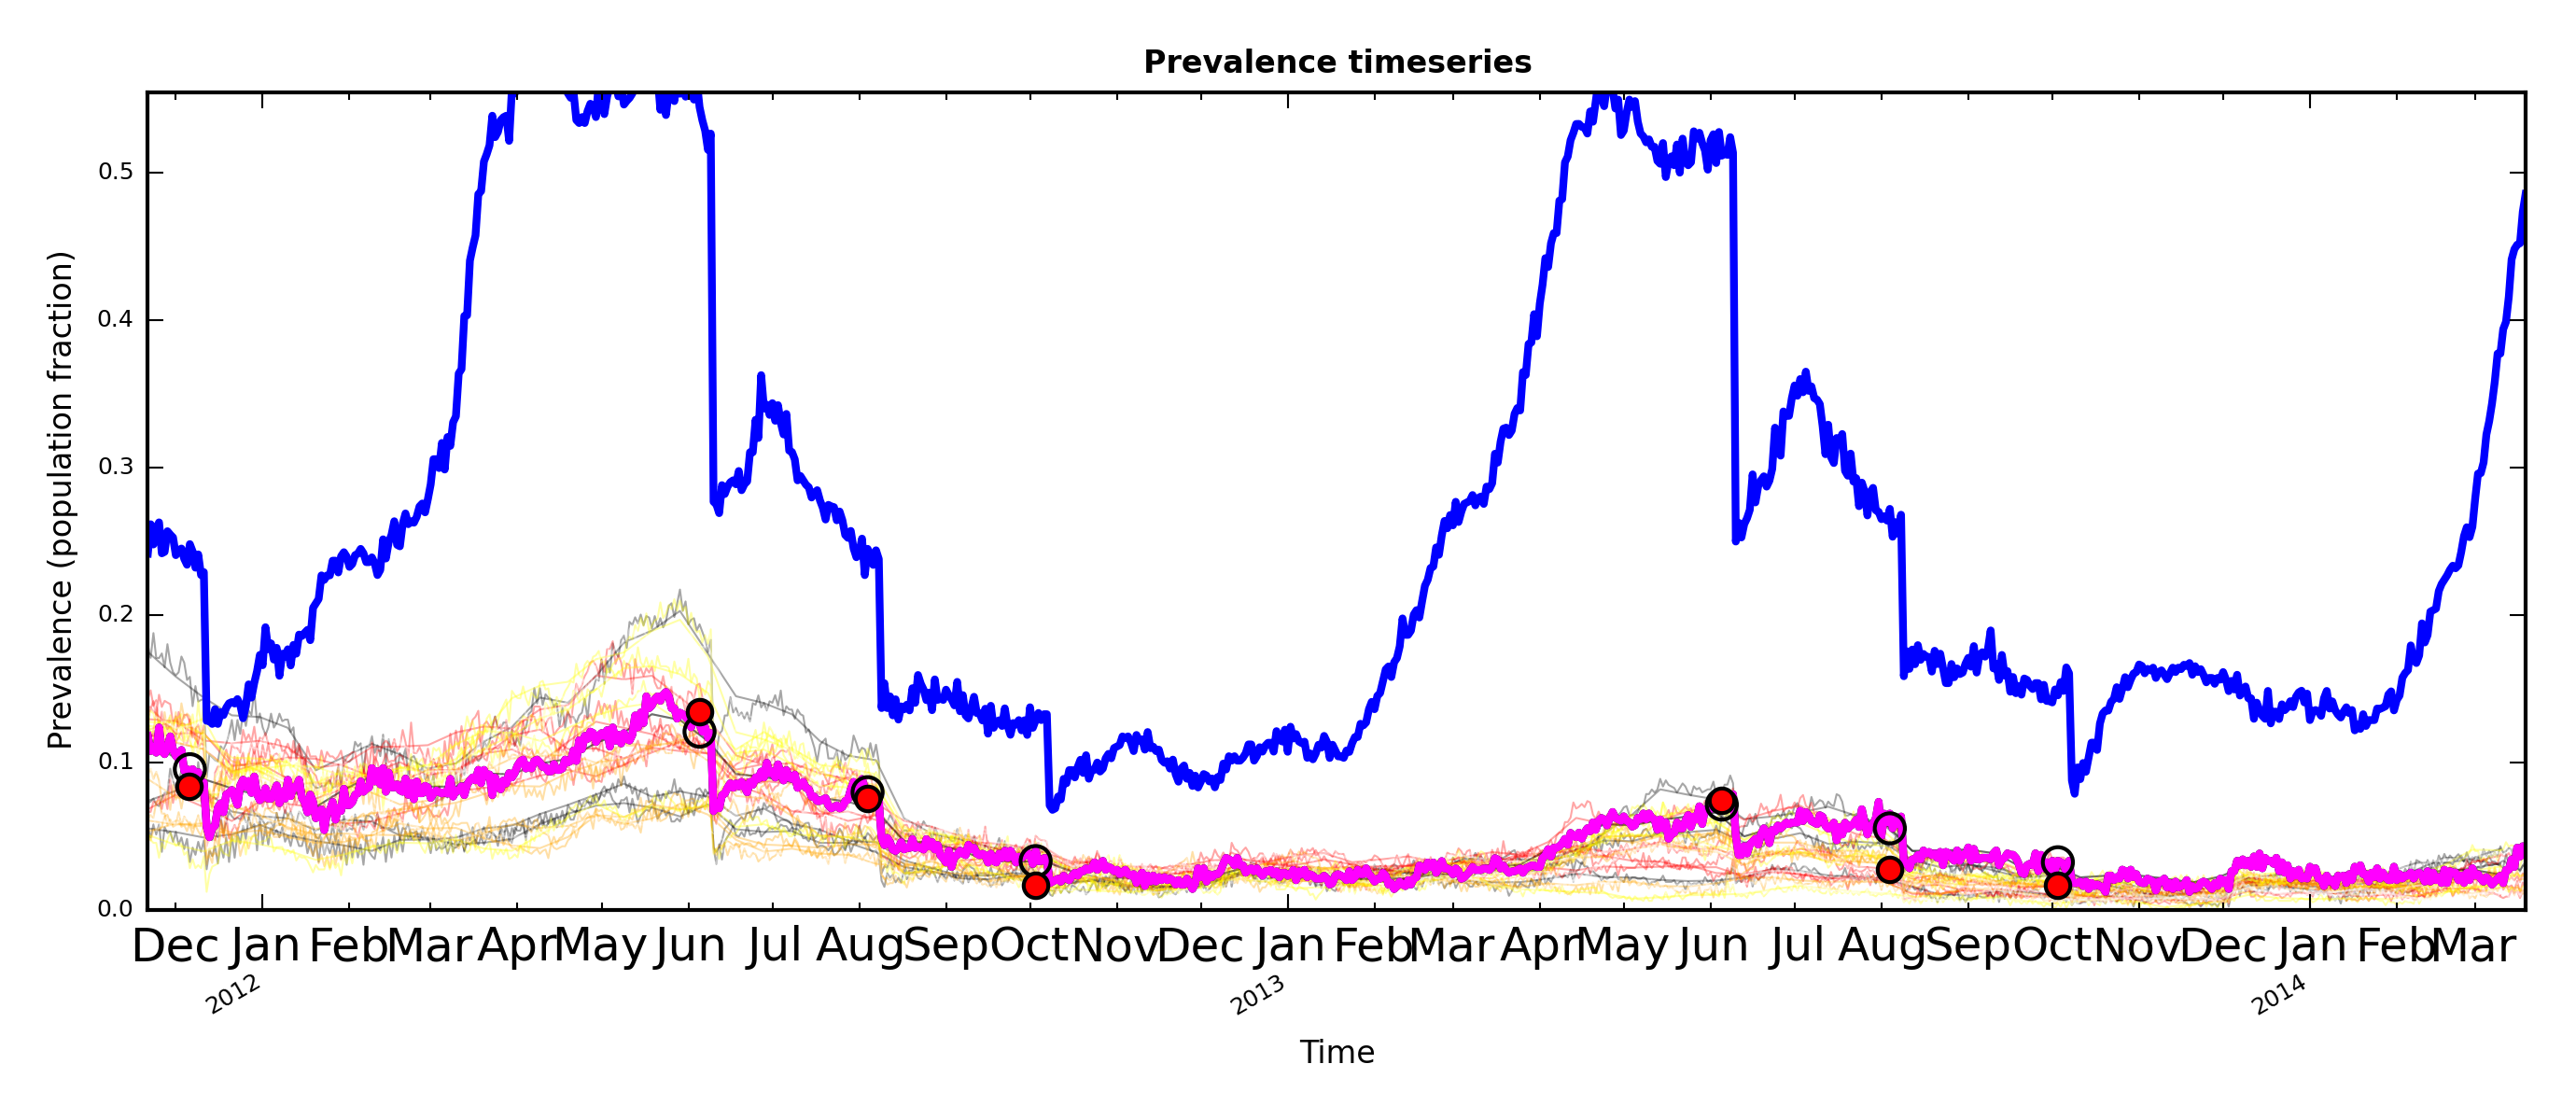 Prevalence timeseries
Prevalence (population fraction)
0.5
0.4
0.3
0.2
0.1
0.0
Dec Jan Feb Mar Apr May Jun Jul Aug Sep Oct Nov Dec Jan Feb Mar Apr May Jun Jul Aug Sep Oct Nov Dec Jan Feb Mar
2012 2013 2014
Time